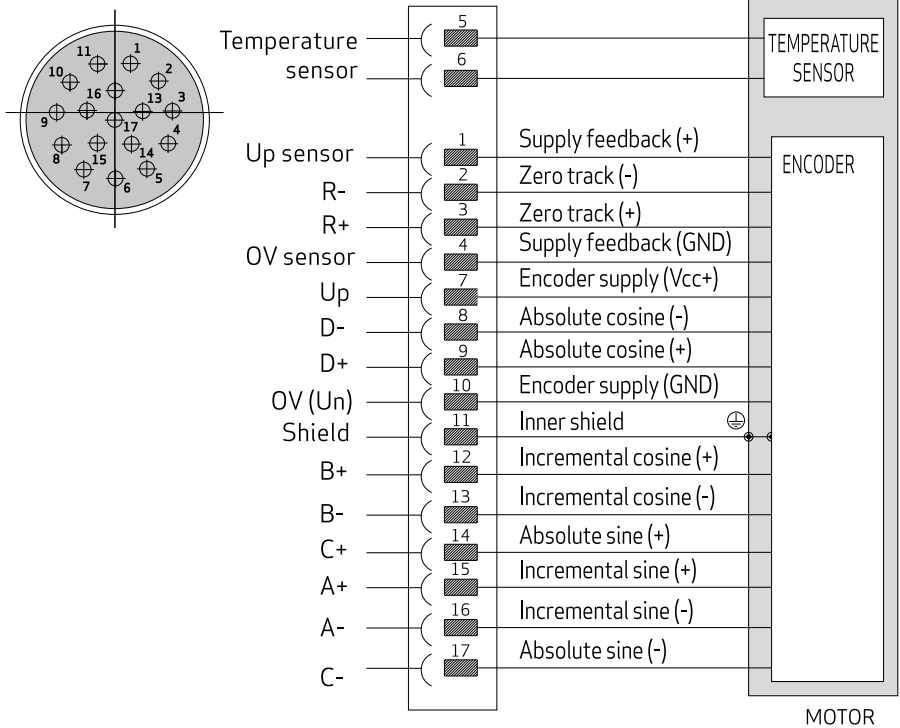 11 1
10 2
16 13 3
9 17 4
8 15 14 5
7 6
Temperature
sensor
5
6
TEMPERATURE
SENSOR
Up sensor 1 Supply feedback (+)
ENCODER
R- 2 Zero track (-)
R+ 3 Zero track (+)
OV sensor 4 Supply feedback (GND)
Up 7 Encoder supply (Vcc+)
D- 8 Absolute cosine (-)
D+ 9 Absolute cosine (+)
OV (Un) 10 Encoder supply (GND)
Shield 11 Inner shield
B+ 12 Incremental cosine (+)
B- 13 Incremental cosine (-)
C+ 14 Absolute sine (+)
A+ 15 Incremental sine (+)
A- 16 Incremental sine (-)
C- 17 Absolute sine (-)
MOTOR